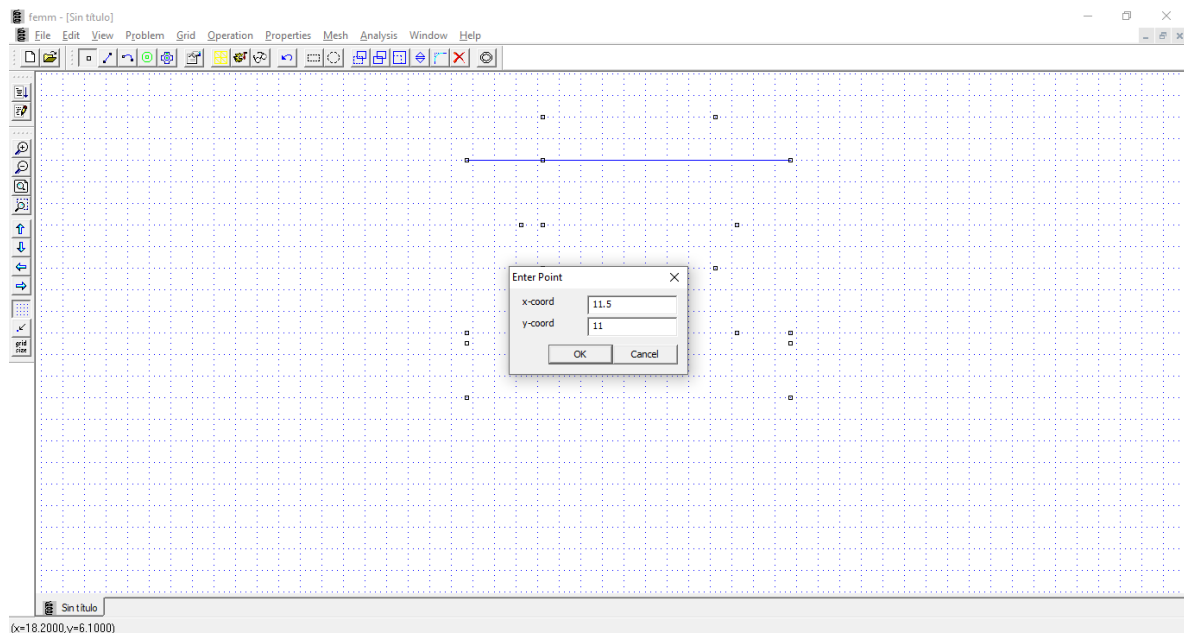 femm - [Sin título]
File Edit View Problem Grid Operation Properties Mesh Analysis Window Help
Enter Point
x-coord 11.5
y-coord 11
OK Cancel
grid
size
Sin título
(x=18.2000,y=6.1000)